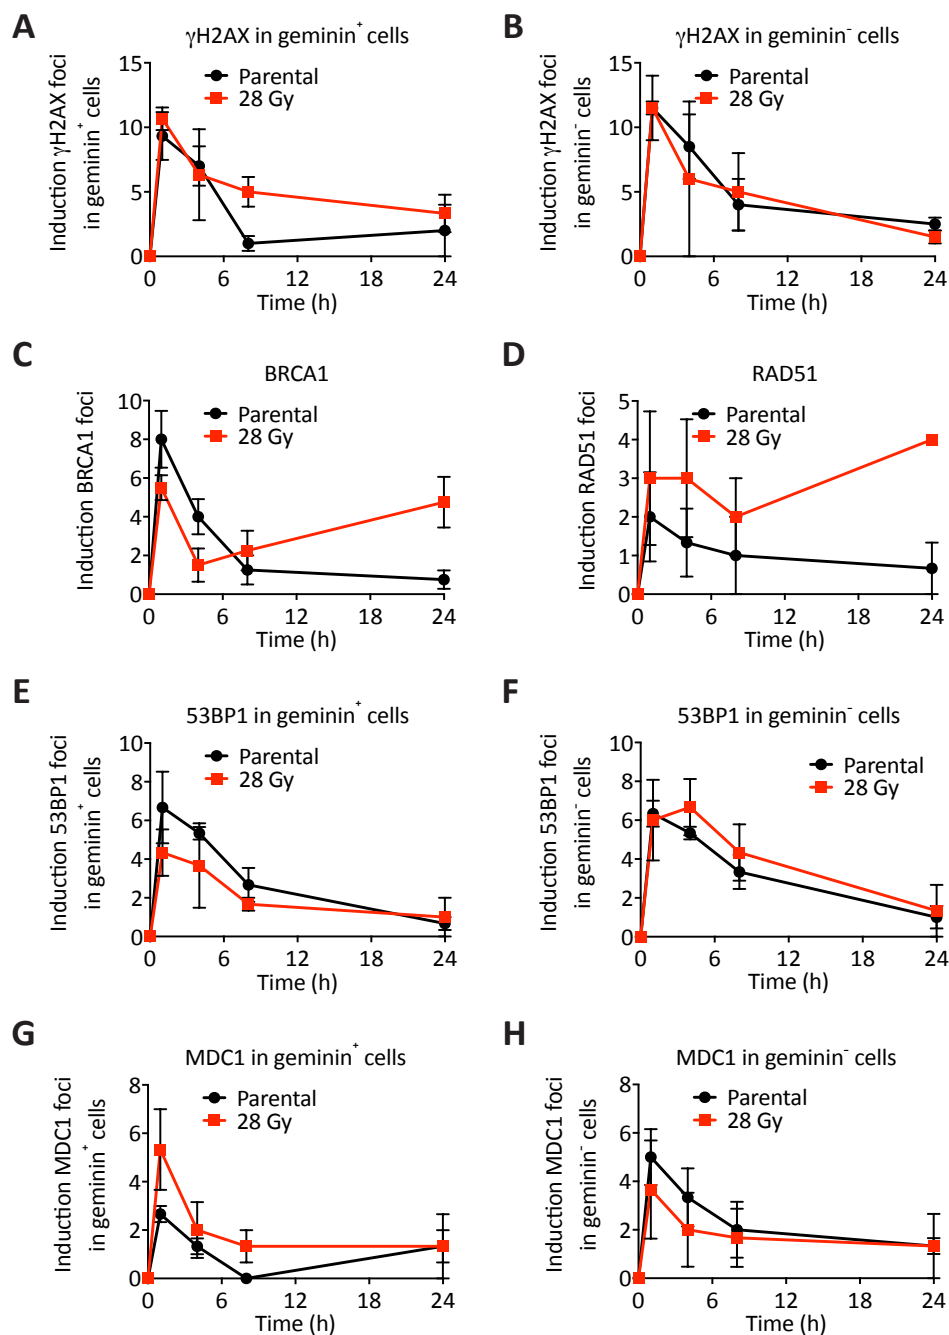 A
γH2AX in geminin⁺ cells
Induction γH2AX foci
in geminin⁺ cells
15
10
5
0
Parental
28 Gy
0 6 12 18 24
Time (h)
B
γH2AX in geminin⁻ cells
Induction γH2AX foci
in geminin⁻ cells
15
10
5
0
Parental
28 Gy
0 6 12 18 24
Time (h)
C
BRCA1
Induction BRCA1 foci
10
8
6
4
2
0
Parental
28 Gy
0 6 12 18 24
Time (h)
D
RAD51
Induction RAD51 foci
5
4
3
2
1
0
Parental
28 Gy
0 6 12 18 24
Time (h)
E
53BP1 in geminin⁺ cells
Induction 53BP1 foci
in geminin⁺ cells
10
8
6
4
2
0
Parental
28 Gy
0 6 12 18 24
Time (h)
F
53BP1 in geminin⁻ cells
Induction 53BP1 foci
in geminin⁻ cells
10
8
6
4
2
0
Parental
28 Gy
0 6 12 18 24
Time (h)
G
MDC1 in geminin⁺ cells
Induction MDC1 foci
in geminin⁺ cells
8
6
4
2
0
Parental
28 Gy
0 6 12 18 24
Time (h)
H
MDC1 in geminin⁻ cells
Induction MDC1 foci
in geminin⁻ cells
8
6
4
2
0
Parental
28 Gy
0 6 12 18 24
Time (h)